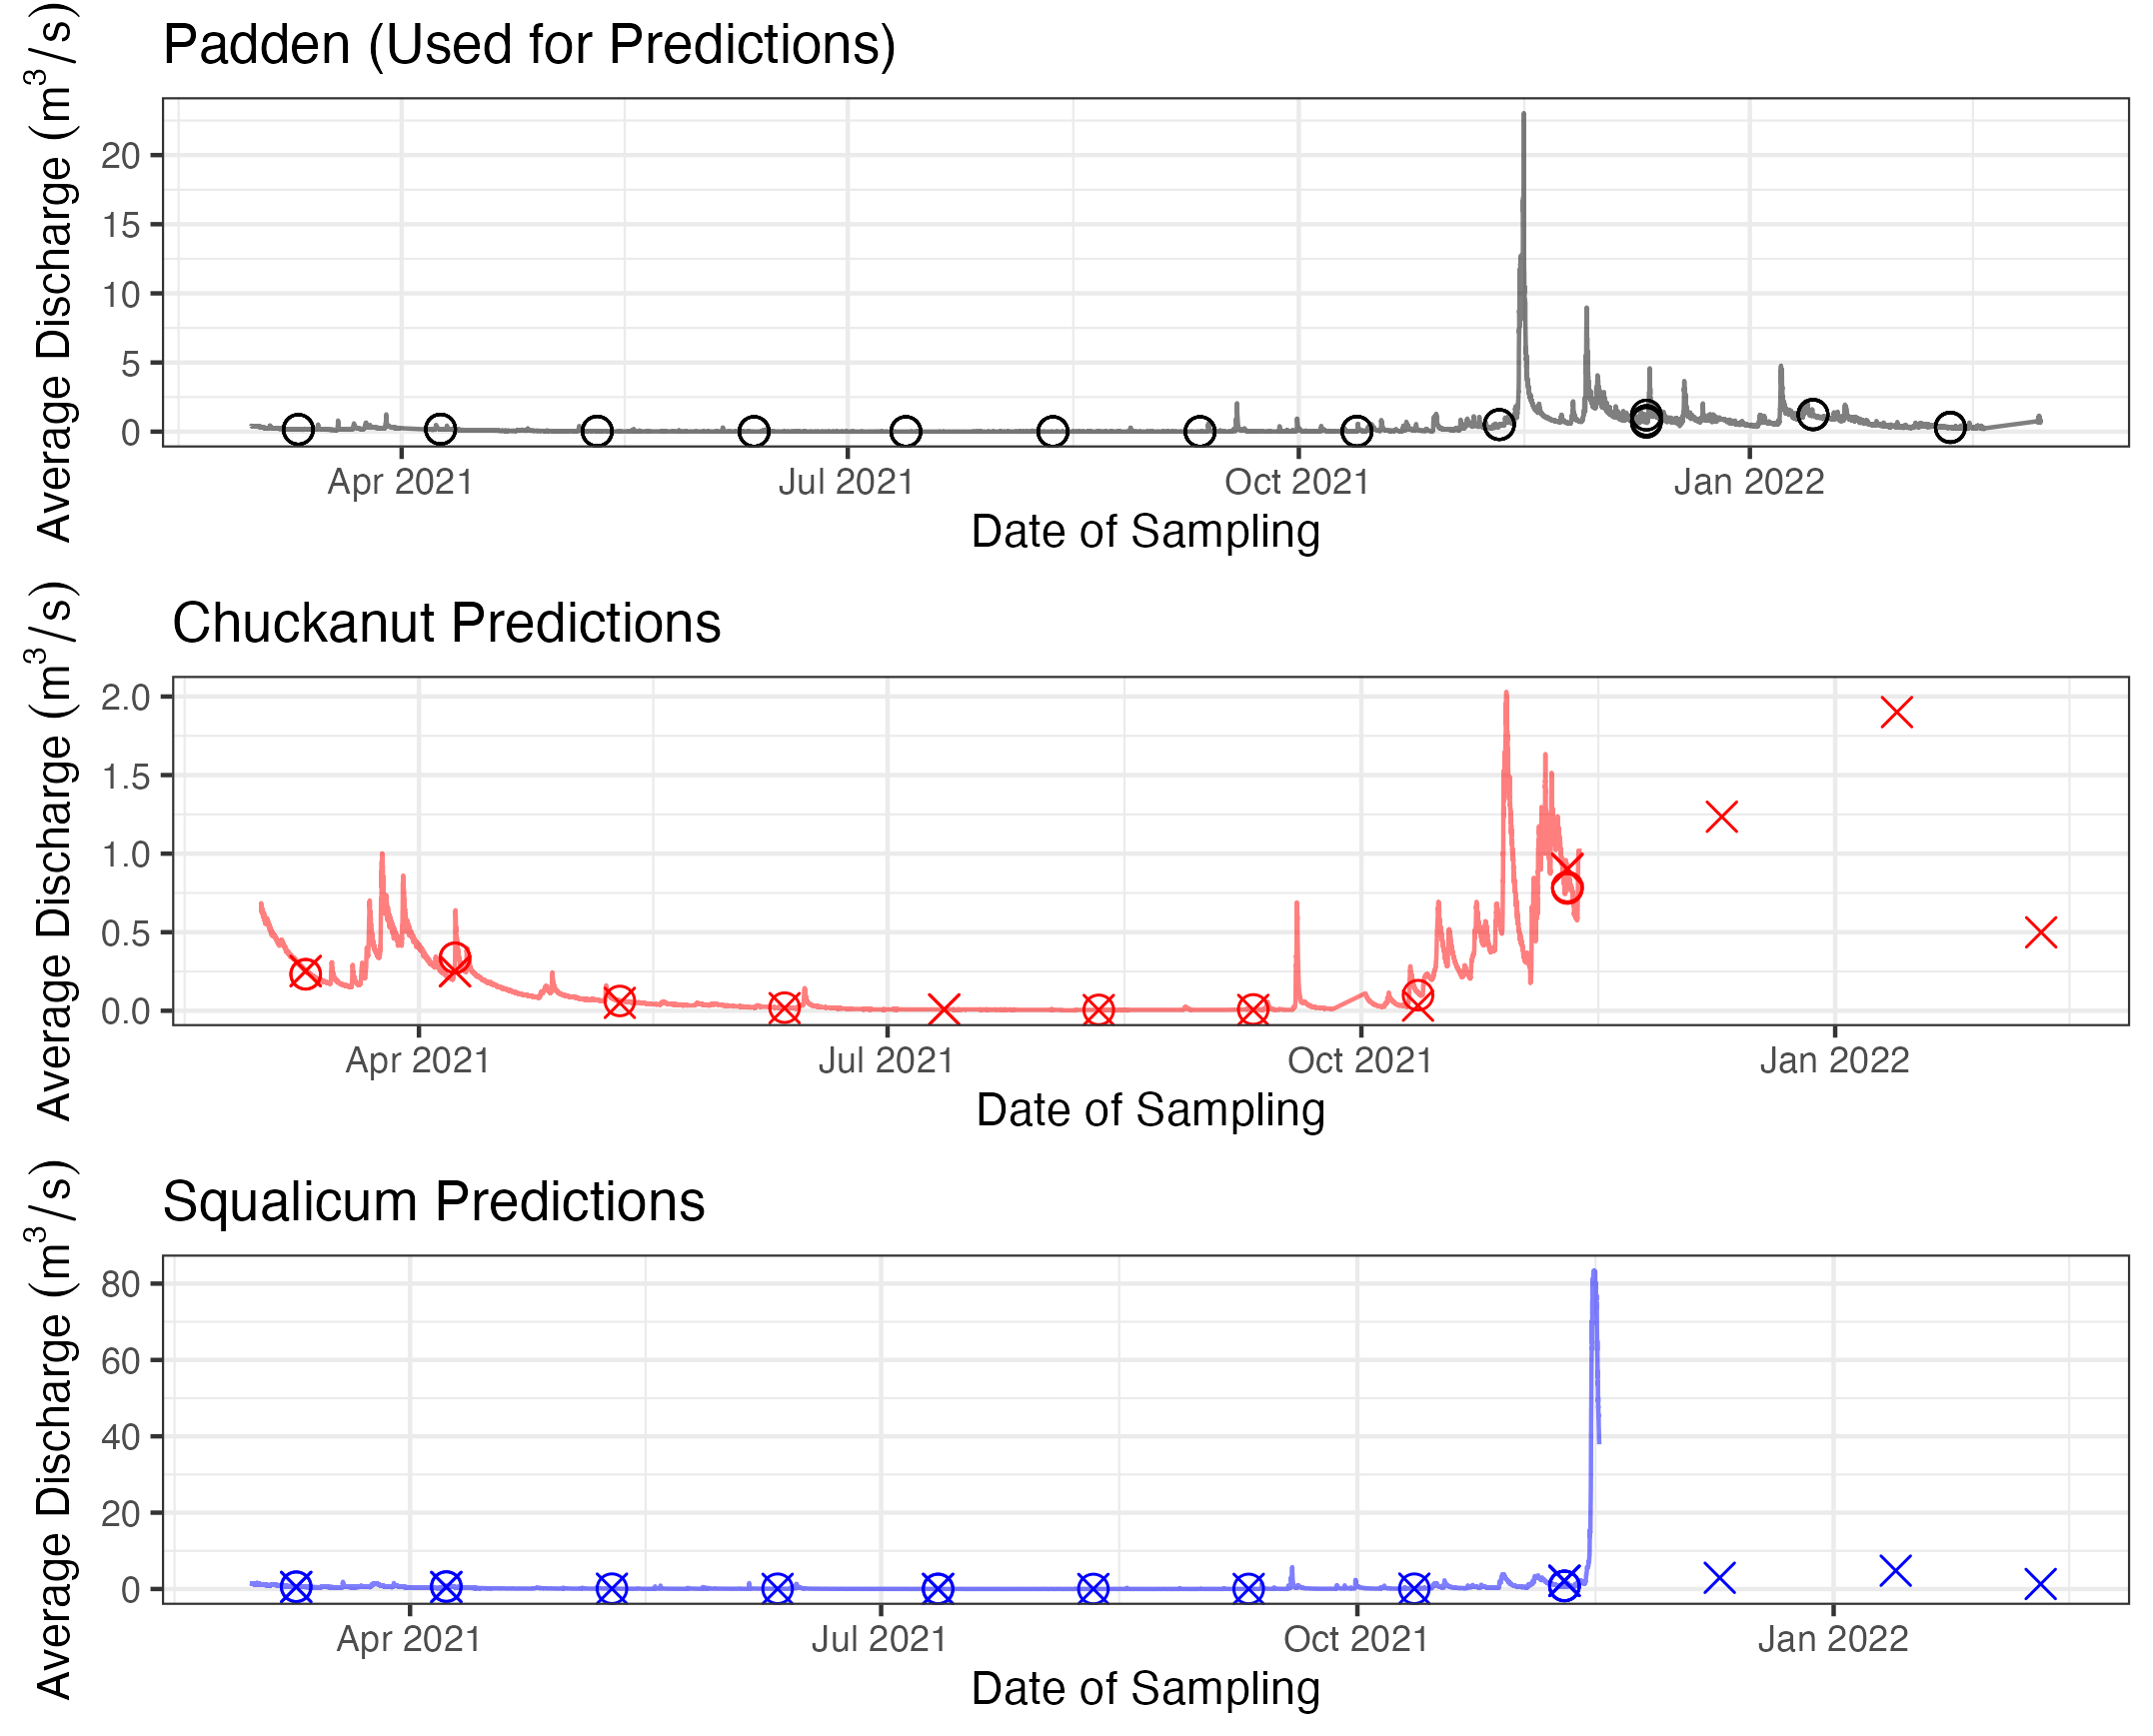 Padden (Used for Predictions)
Average Discharge (m³/s)
20
15
10
5
0
Apr 2021
Jul 2021
Oct 2021
Jan 2022
Date of Sampling
Chuckanut Predictions
Average Discharge (m³/s)
2.0
1.5
1.0
0.5
0.0
Apr 2021
Jul 2021
Oct 2021
Jan 2022
Date of Sampling
Squalicum Predictions
Average Discharge (m³/s)
80
60
40
20
0
Apr 2021
Jul 2021
Oct 2021
Jan 2022
Date of Sampling